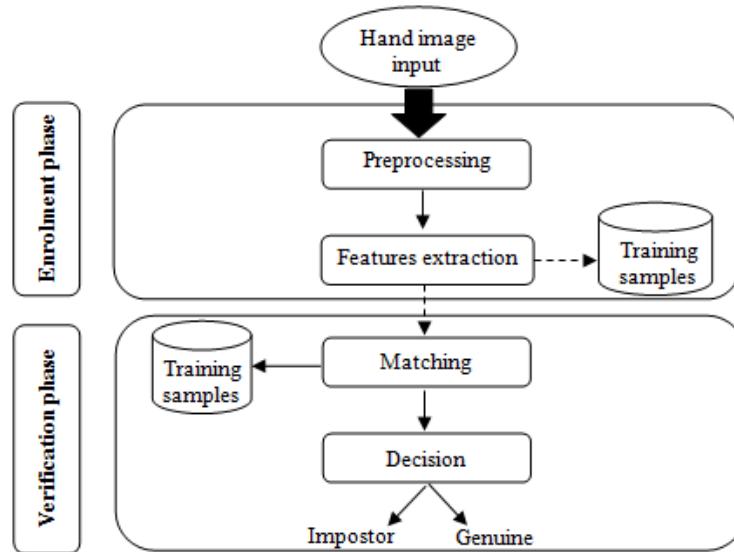 Hand image
input
Enrolment phase
Preprocessing
Features extraction
Training
samples
Verification phase
Training
samples
Matching
Decision
Impostor
Genuine